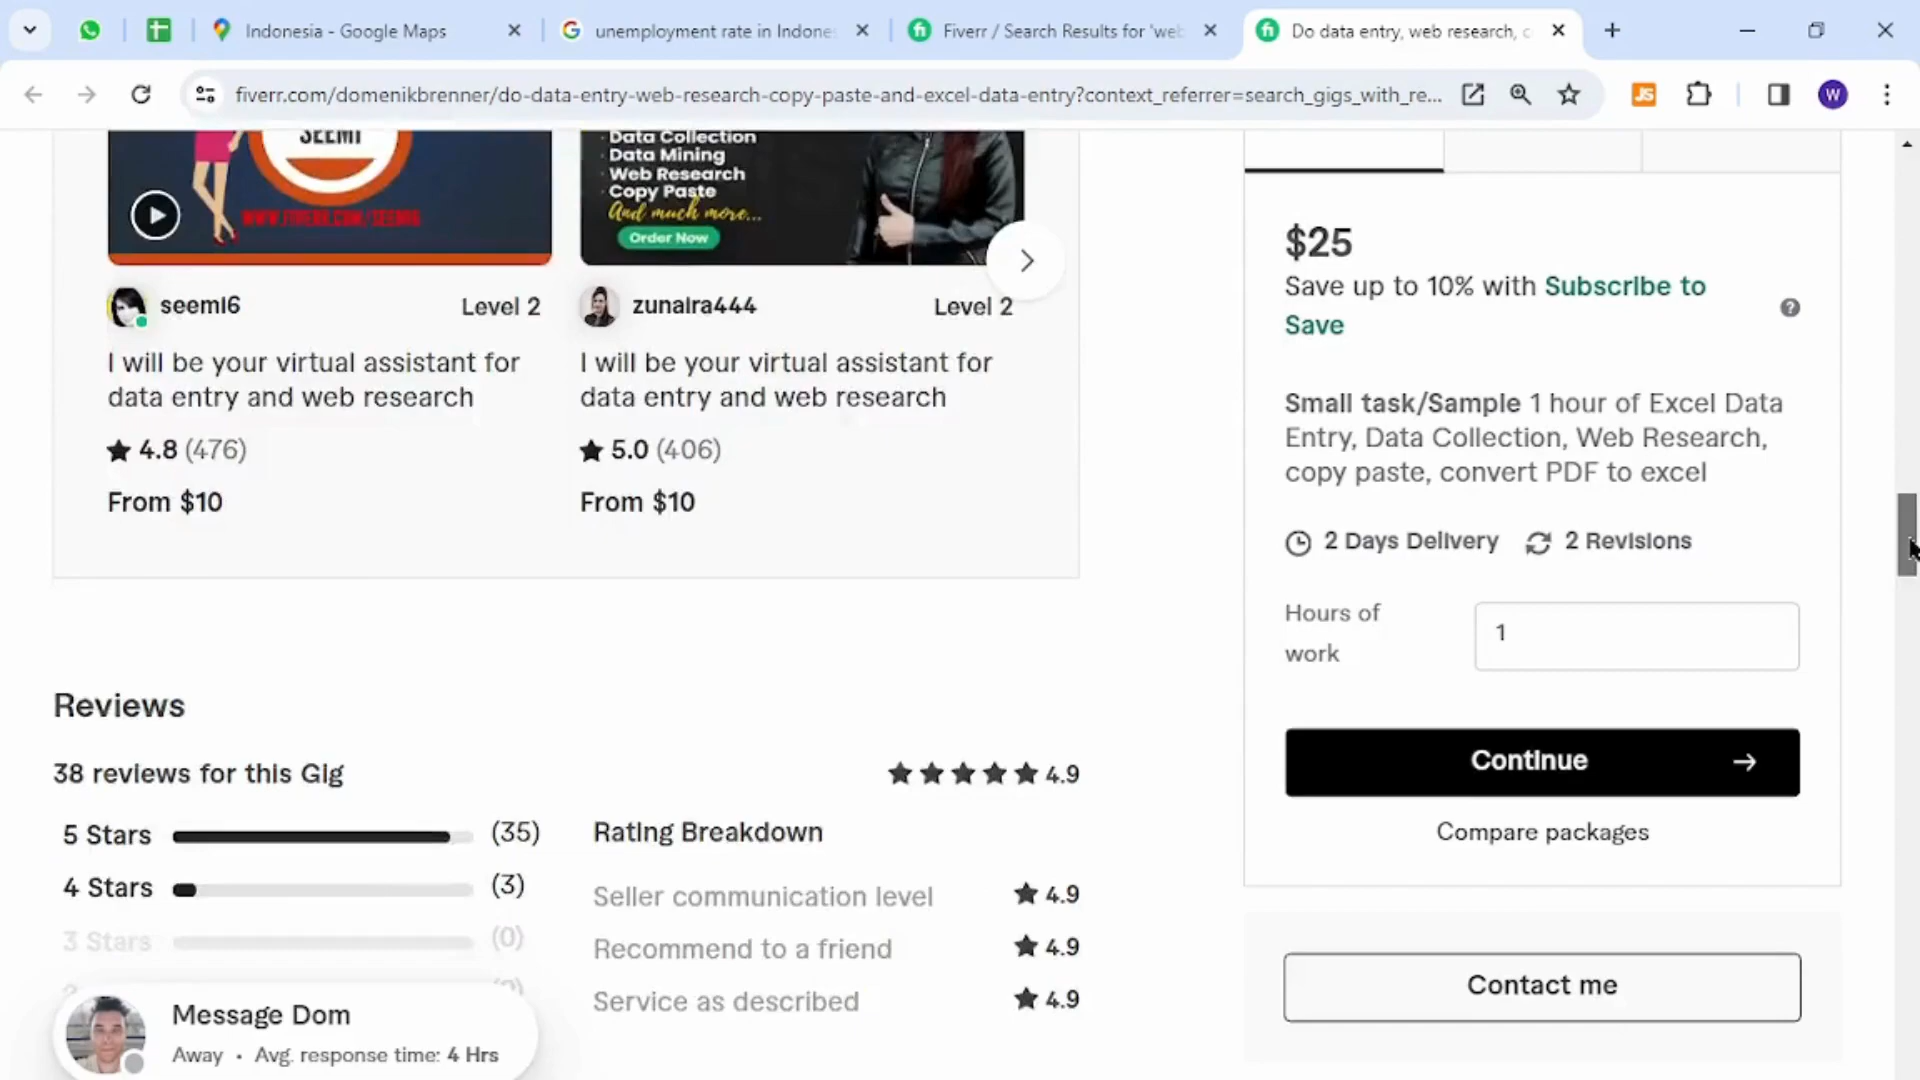 Indonesia - Google Maps
unemployment rate in Indones
Fiverr / Search Results for 'web
Do data entry, web research, c
fiverr.com/domenikbrenner/do-data-entry-web-research-copy-paste-and-excel-data-entry?context_referrer=search_gigs_with_re...
JS
W
SEEMI
WWW.FIVERR.COM/SEEMI6
· Data Collection
· Data Mining
· Web Research
· Copy Paste
And much more...
Order Now
seemi6
Level 2
I will be your virtual assistant for
data entry and web research
4.8 (476)
From $10
zunaira444
Level 2
I will be your virtual assistant for
data entry and web research
5.0 (406)
From $10
$25
Save up to 10% with Subscribe to
Save
Small task/Sample 1 hour of Excel Data
Entry, Data Collection, Web Research,
copy paste, convert PDF to excel
2 Days Delivery
2 Revisions
Hours of
work
1
Continue
Compare packages
Contact me
Reviews
38 reviews for this Gig
4.9
5 Stars (35)
4 Stars (3)
3 Stars (0)
Rating Breakdown
Seller communication level 4.9
Recommend to a friend 4.9
Service as described 4.9
Message Dom
Away · Avg. response time: 4 Hrs